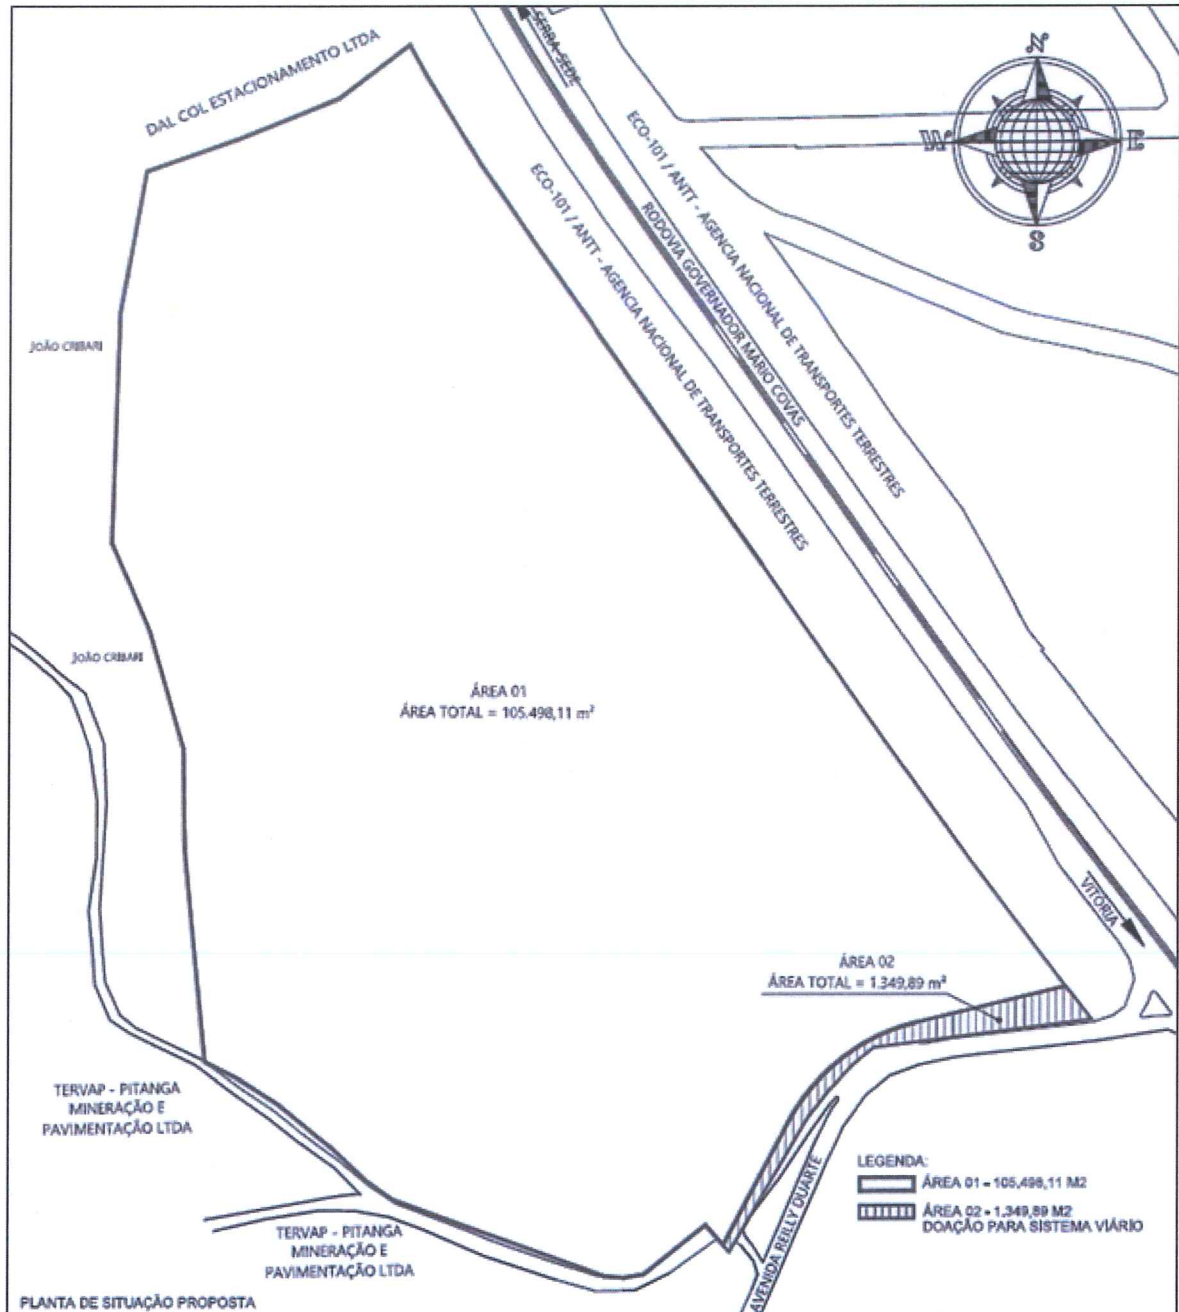 SERRA-SEDE
DAL COL ESTACIONAMENTO LTDA
N
W
E
S
ECO-101 / ANTT - AGENCIA NACIONAL DE TRANSPORTES TERRESTRES
RODOVIA GOVERNADOR MÁRIO COVAS
ECO-101 / ANTT - AGENCIA NACIONAL DE TRANSPORTES TERRESTRES
JOÃO CRIBARI
JOÃO CRIBARI
ÁREA 01
ÁREA TOTAL = 105.498,11 m²
VITÓRIA
ÁREA 02
ÁREA TOTAL = 1.349,89 m²
TERVAP - PITANGA
MINERAÇÃO E
PAVIMENTAÇÃO LTDA
TERVAP - PITANGA
MINERAÇÃO E
PAVIMENTAÇÃO LTDA
AVENIDA REILLY DUARTE
LEGENDA:
ÁREA 01 - 105,498,11 M2
ÁREA 02 - 1,349,89 M2
DOAÇÃO PARA SISTEMA VIÁRIO
PLANTA DE SITUAÇÃO PROPOSTA